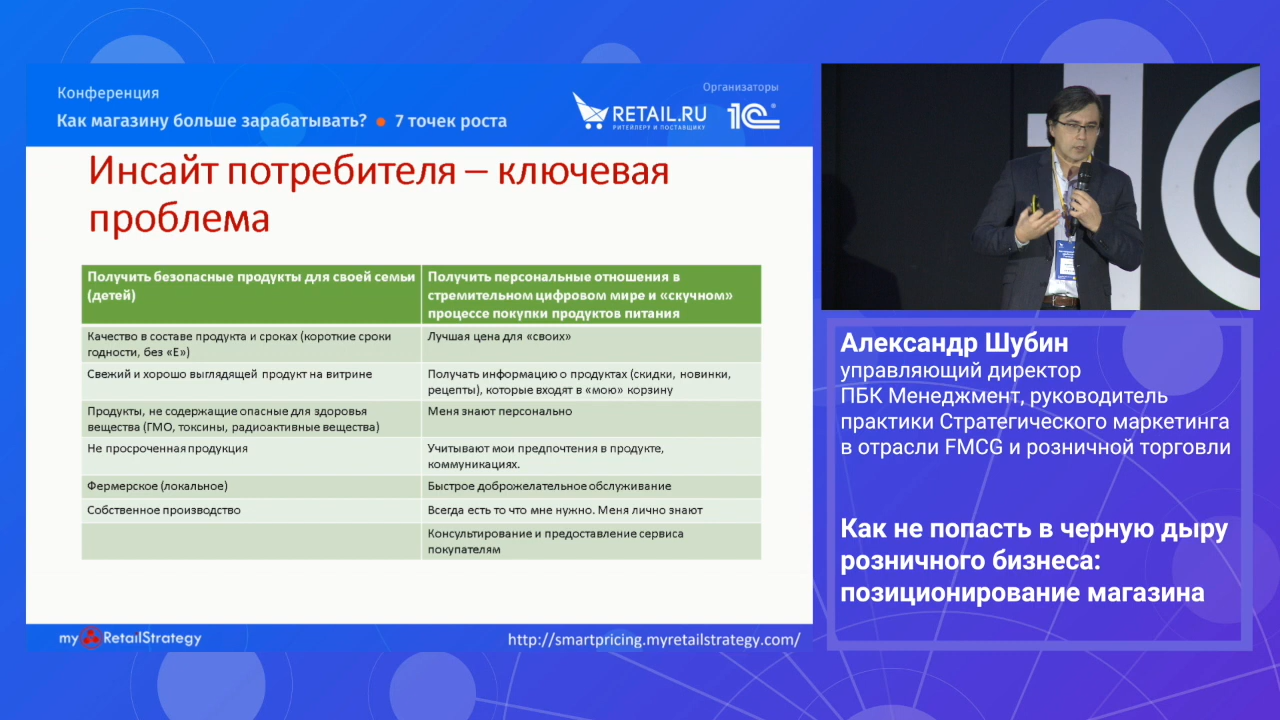 Конференция
Как магазину больше зарабатывать? • 7 точек роста
Организаторы
RETAIL.RU
РИТЕЙЛЕРУ И ПОСТАВЩИКУ
1С®
Инсайт потребителя – ключевая
проблема
Получить безопасные продукты для своей семьи
(детей)
Получить персональные отношения в
стремительном цифровом мире и «скучном»
процессе покупки продуктов питания
Качество в составе продукта и сроках (короткие сроки
годности, без «Е»)
Лучшая цена для «своих»
Свежий и хорошо выглядящий продукт на витрине
Получать информацию о продуктах (скидки, новинки,
рецепты), которые входят в «мою» корзину
Продукты, не содержащие опасные для здоровья
вещества (ГМО, токсины, радиоактивные вещества)
Меня знают персонально
Не просроченная продукция
Учитывают мои предпочтения в продукте,
коммуникациях.
Фермерское (локальное)
Быстрое доброжелательное обслуживание
Собственное производство
Всегда есть то что мне нужно. Меня лично знают
Консультирование и предоставление сервиса
покупателям
my RetailStrategy
http://smartpricing.myretailstrategy.com/
Александр Шубин
управляющий директор
ПБК Менеджмент, руководитель
практики Стратегического маркетинга
в отрасли FMCG и розничной торговли
Как не попасть в черную дыру
розничного бизнеса:
позиционирование магазина